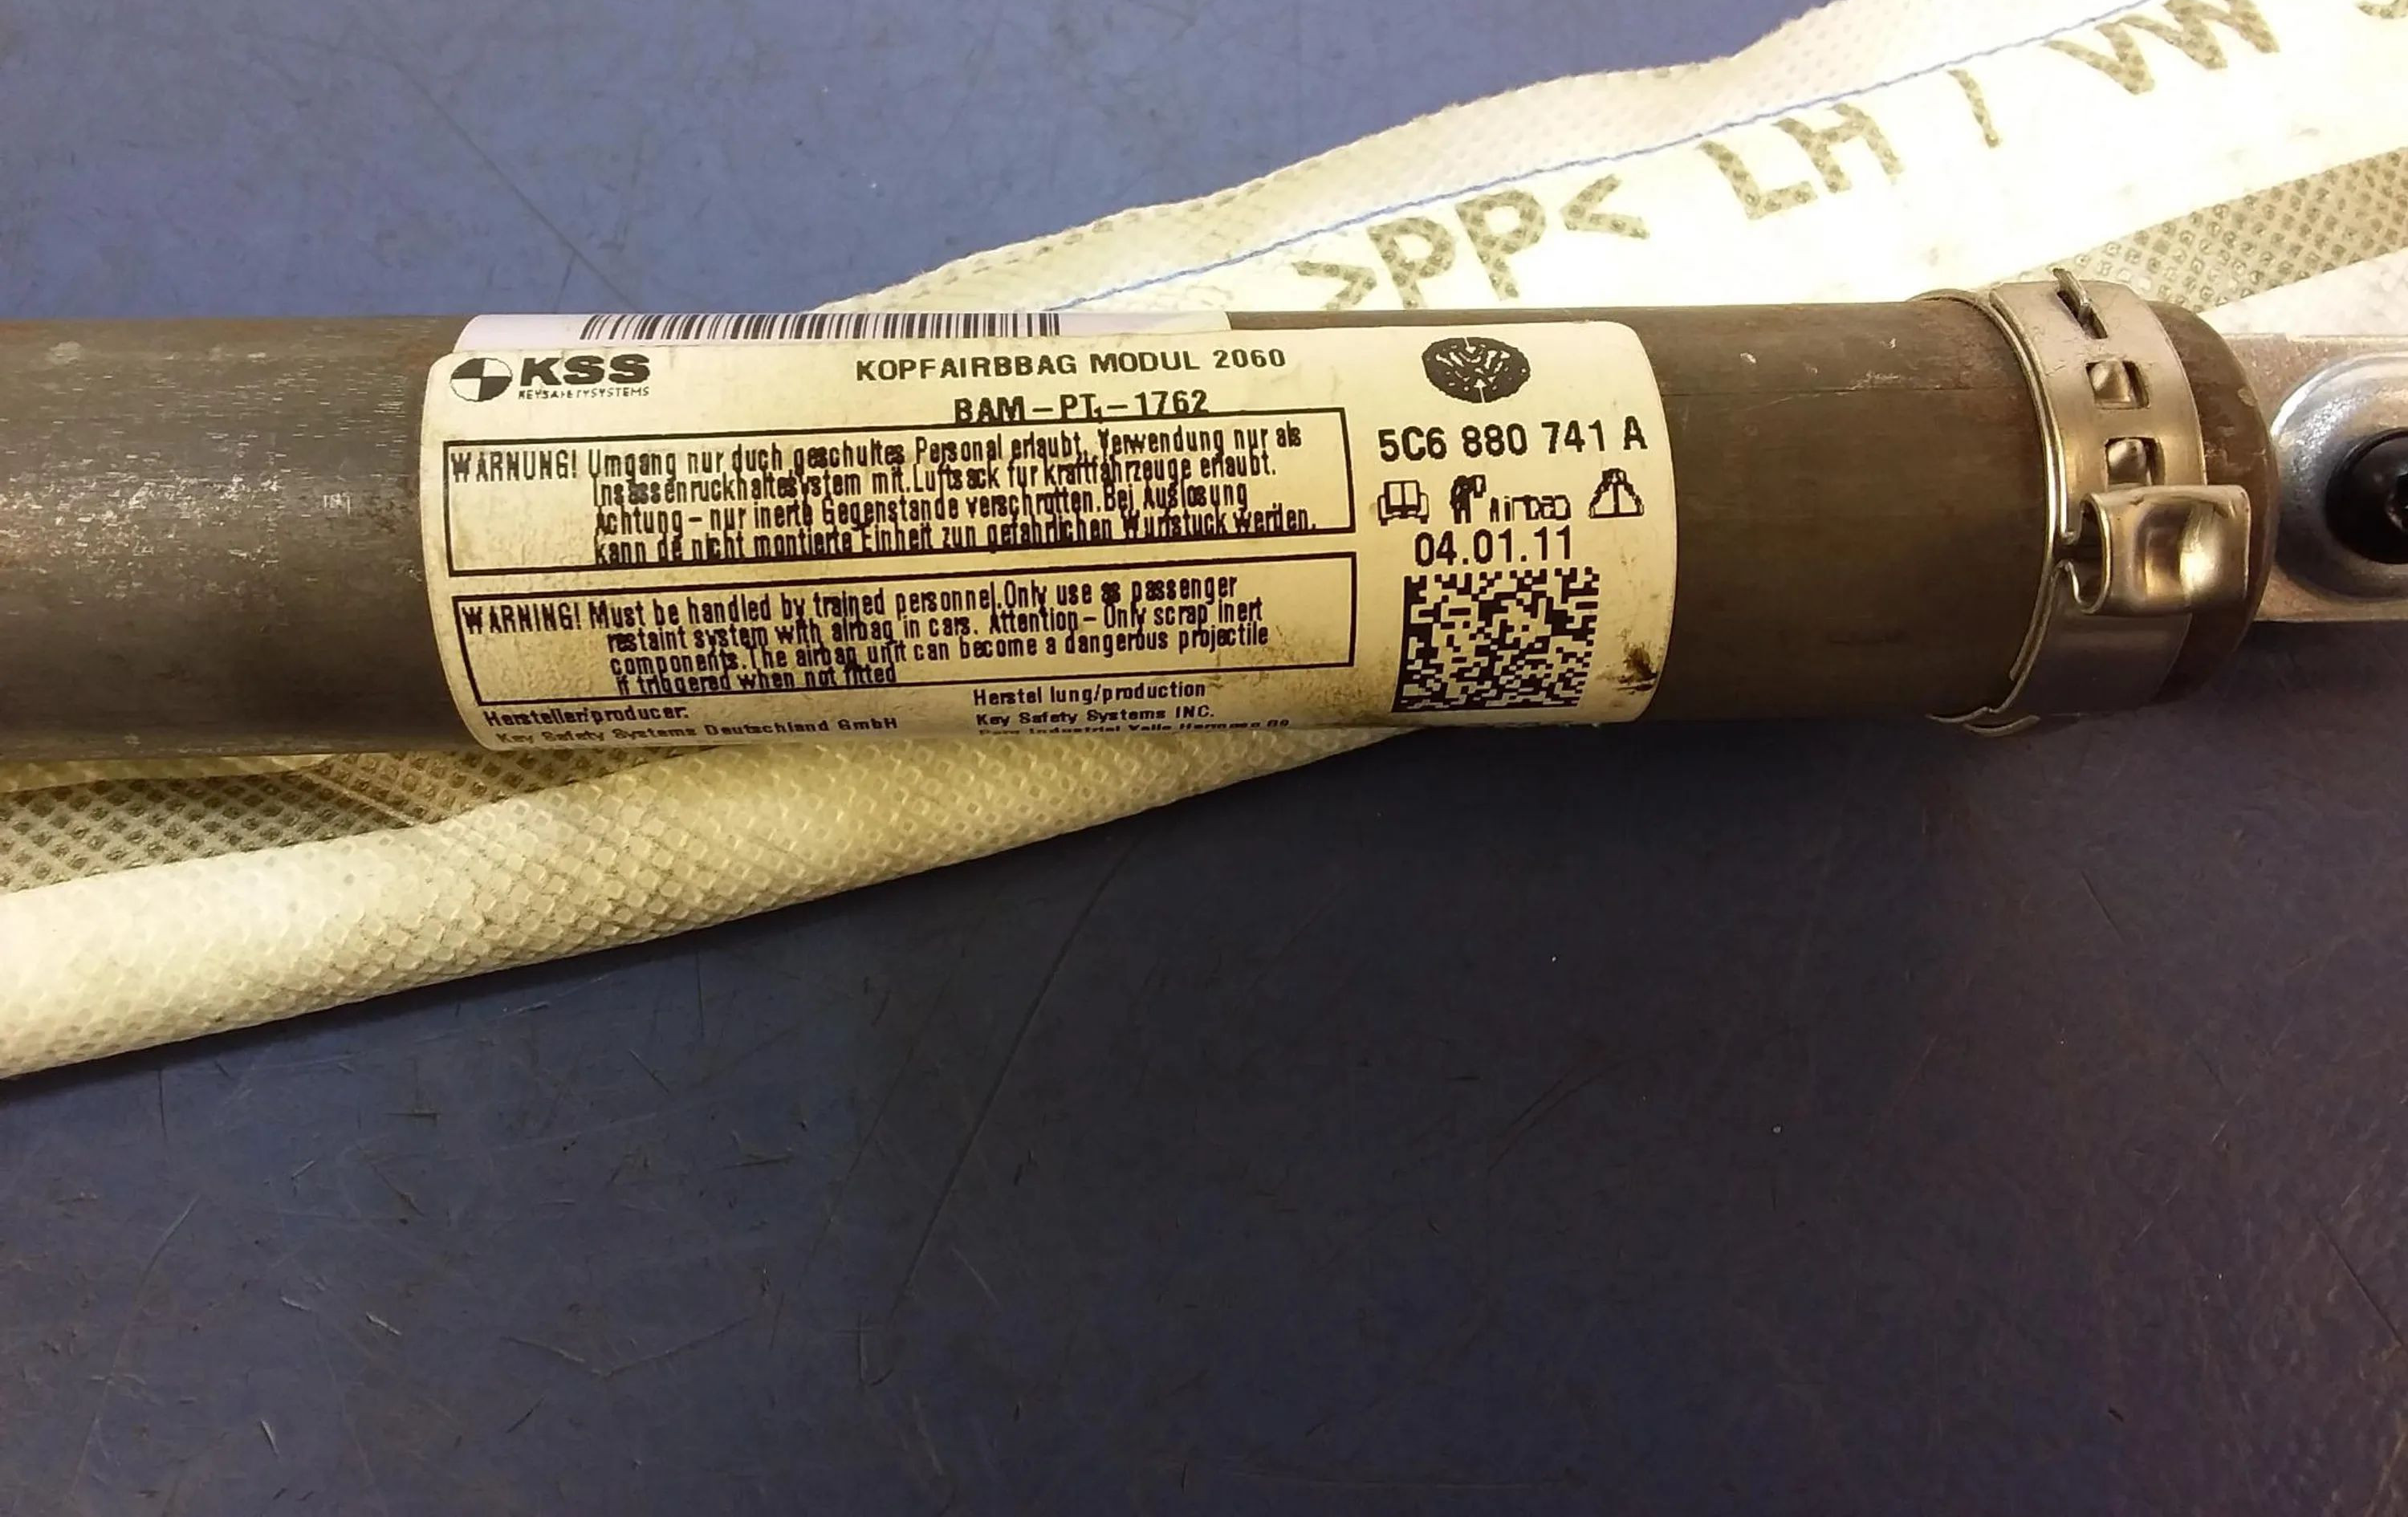 >PP< LH / VW
KSS
KEY SAFETY SYSTEMS
KOPFAIRBBAG MODUL 2060
BAM-PT1-1762
WARNUNG! Umgang nur duch geschultes Personal erlaubt. Verwendung nur als
Insassenruckhaltesystem mit.Luftsack fur kraftfahrzeuge erlaubt.
Achtung - nur inerte Gegenstande verschrotten.Bei Auslosung
kann de nicht montierte Einheit zun gefahrlichen Wurfstuck werden.
WARNING! Must be handled by trained personnel.Only use as passenger
restaint system with airbag in cars. Attention - Only scrap inert
components.The airbag unit can become a dangerous projectile
if triggered when not fitted
Hersteller/producer:
Key Safety Systems Deutschland GmbH
Herstel lung/production
Key Safety Systems INC.
5C6 880 741 A
Airbag
04.01.11